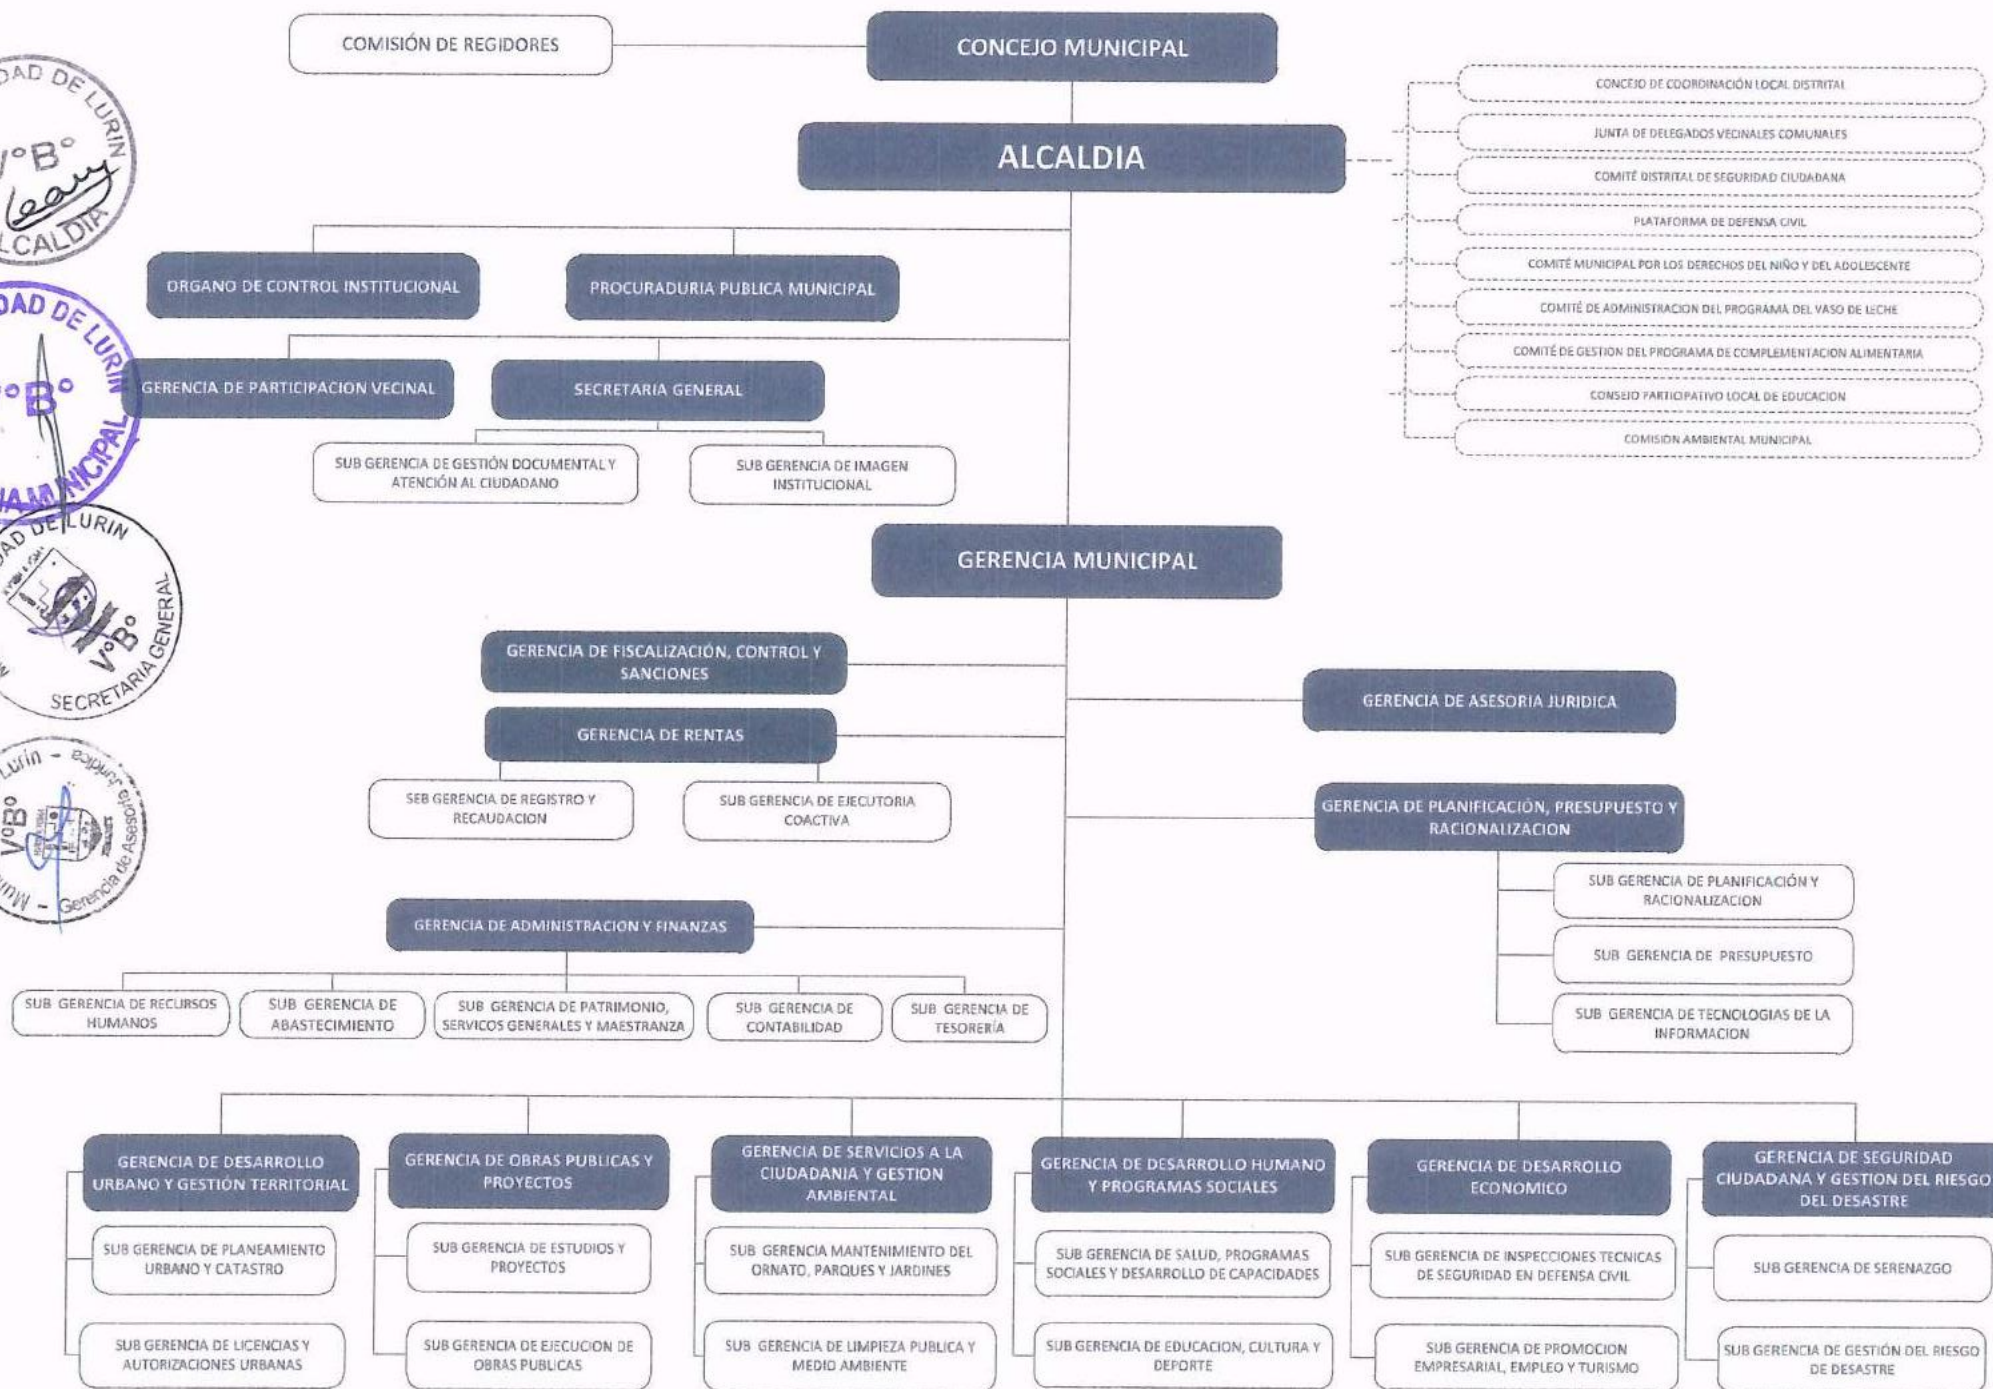 COMISIÓN DE REGIDORES
CONCEJO MUNICIPAL
ALCALDIA
CONCEJO DE COORDINACIÓN LOCAL DISTRITAL
JUNTA DE DELEGADOS VECINALES COMUNALES
COMITÉ DISTRITAL DE SEGURIDAD CIUDADANA
PLATAFORMA DE DEFENSA CIVIL
COMITÉ MUNICIPAL POR LOS DERECHOS DEL NIÑO Y DEL ADOLESCENTE
COMITÉ DE ADMINISTRACION DEL PROGRAMA DEL VASO DE LECHE
COMITÉ DE GESTION DEL PROGRAMA DE COMPLEMENTACION ALIMENTARIA
CONSEJO PARTICIPATIVO LOCAL DE EDUCACION
COMISION AMBIENTAL MUNICIPAL
ORGANO DE CONTROL INSTITUCIONAL
PROCURADURIA PUBLICA MUNICIPAL
GERENCIA DE PARTICIPACION VECINAL
SECRETARIA GENERAL
SUB GERENCIA DE GESTIÓN DOCUMENTAL Y
ATENCIÓN AL CIUDADANO
SUB GERENCIA DE IMAGEN
INSTITUCIONAL
GERENCIA MUNICIPAL
GERENCIA DE FISCALIZACIÓN, CONTROL Y
SANCIONES
GERENCIA DE RENTAS
SEB GERENCIA DE REGISTRO Y
RECAUDACION
SUB GERENCIA DE EJECUTORIA
COACTIVA
GERENCIA DE ASESORIA JURIDICA
GERENCIA DE PLANIFICACIÓN, PRESUPUESTO Y
RACIONALIZACION
SUB GERENCIA DE PLANIFICACIÓN Y
RACIONALIZACION
SUB GERENCIA DE PRESUPUESTO
SUB GERENCIA DE TECNOLOGIAS DE LA
INFORMACION
GERENCIA DE ADMINISTRACION Y FINANZAS
SUB GERENCIA DE RECURSOS
HUMANOS
SUB GERENCIA DE
ABASTECIMIENTO
SUB GERENCIA DE PATRIMONIO,
SERVICOS GENERALES Y MAESTRANZA
SUB GERENCIA DE
CONTABILIDAD
SUB GERENCIA DE
TESORERÍA
GERENCIA DE DESARROLLO
URBANO Y GESTIÓN TERRITORIAL
SUB GERENCIA DE PLANEAMIENTO
URBANO Y CATASTRO
SUB GERENCIA DE LICENCIAS Y
AUTORIZACIONES URBANAS
GERENCIA DE OBRAS PUBLICAS Y
PROYECTOS
SUB GERENCIA DE ESTUDIOS Y
PROYECTOS
SUB GERENCIA DE EJECUCION DE
OBRAS PUBLICAS
GERENCIA DE SERVICIOS A LA
CIUDADANIA Y GESTION
AMBIENTAL
SUB GERENCIA MANTENIMIENTO DEL
ORNATO, PARQUES Y JARDINES
SUB GERENCIA DE LIMPIEZA PUBLICA Y
MEDIO AMBIENTE
GERENCIA DE DESARROLLO HUMANO
Y PROGRAMAS SOCIALES
SUB GERENCIA DE SALUD, PROGRAMAS
SOCIALES Y DESARROLLO DE CAPACIDADES
SUB GERENCIA DE EDUCACION, CULTURA Y
DEPORTE
GERENCIA DE DESARROLLO
ECONOMICO
SUB GERENCIA DE INSPECCIONES TECNICAS
DE SEGURIDAD EN DEFENSA CIVIL
SUB GERENCIA DE PROMOCION
EMPRESARIAL, EMPLEO Y TURISMO
GERENCIA DE SEGURIDAD
CIUDADANA Y GESTION DEL RIESGO
DEL DESASTRE
SUB GERENCIA DE SERENAZGO
SUB GERENCIA DE GESTIÓN DEL RIESGO
DE DESASTRE
DE LURIN
V°B°
ALCALDIA
DE LURIN
B°
MUNICIPAL
DE LURIN
V°B°
SECRETARIA GENERAL
Lurín -
V°B°
Gerencia de Asesoría Jurídica